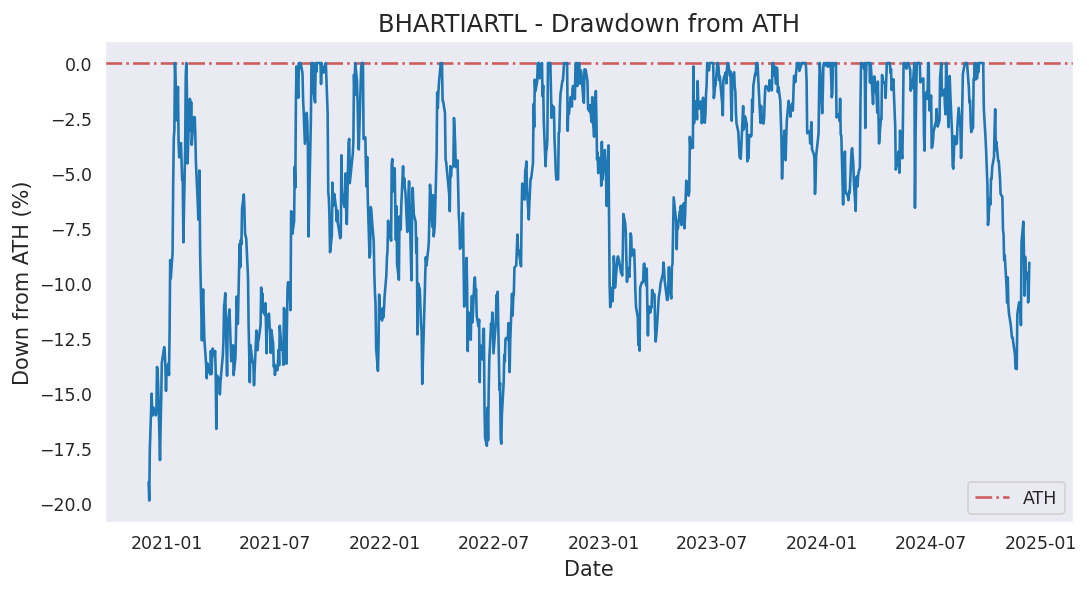 BHARTIARTL - Drawdown from ATH
Down from ATH (%)
0.0
−2.5
−5.0
−7.5
−10.0
−12.5
−15.0
−17.5
−20.0
ATH
2021-01 2021-07 2022-01 2022-07 2023-01 2023-07 2024-01 2024-07 2025-01
Date